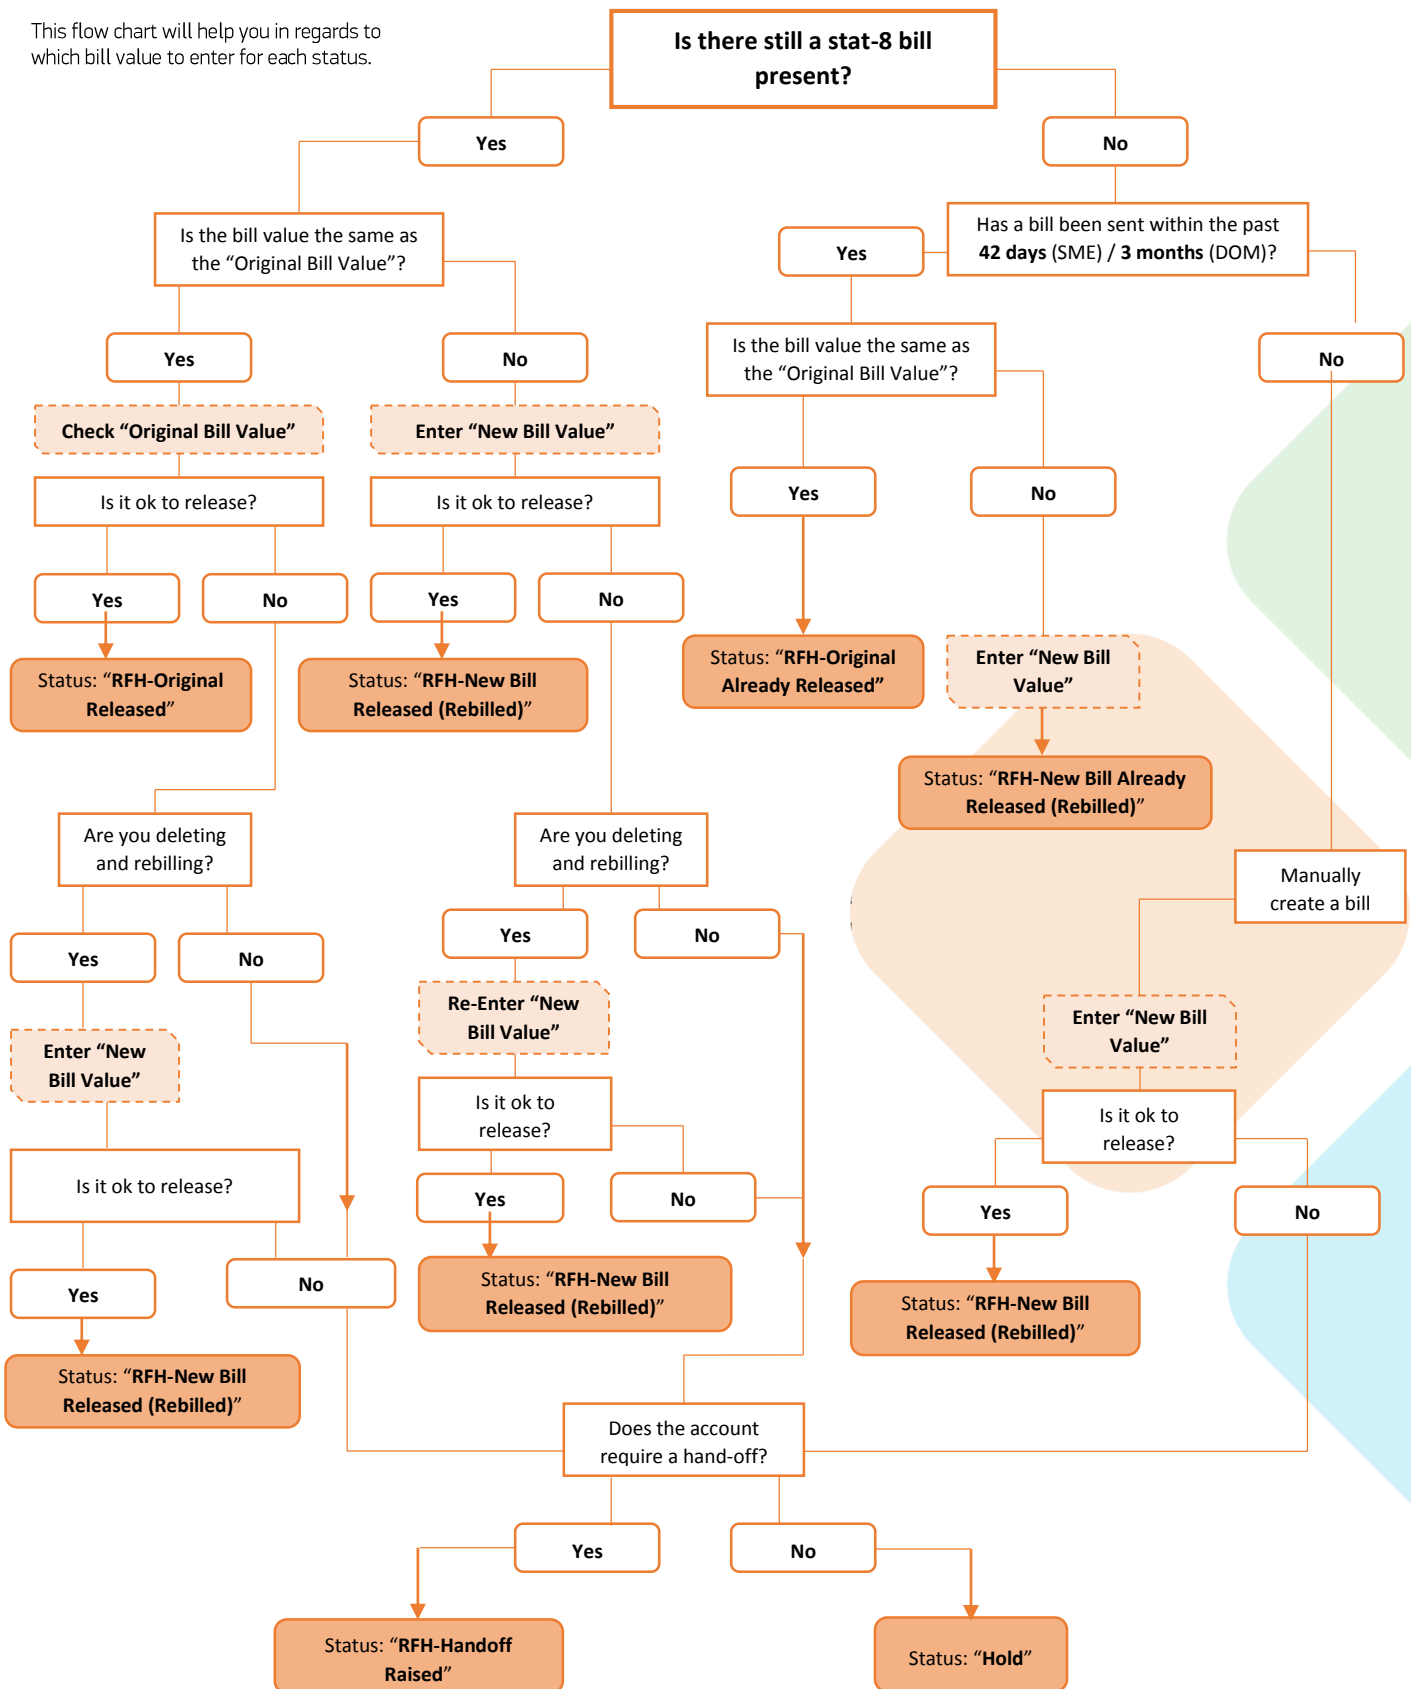 This flow chart will help you in regards to
which bill value to enter for each status.
Is there still a stat-8 bill
present?
Yes
No
Is the bill value the same as
the “Original Bill Value”?
Has a bill been sent within the past
42 days (SME) / 3 months (DOM)?
Yes
Yes
No
Is the bill value the same as
the “Original Bill Value”?
No
Check “Original Bill Value”
Enter “New Bill Value”
Is it ok to release?
Is it ok to release?
Yes
No
Yes
No
Yes
No
Status: “RFH-Original
Released”
Status: “RFH-New Bill
Released (Rebilled)”
Status: “RFH-Original
Already Released”
Enter “New Bill
Value”
Status: “RFH-New Bill Already
Released (Rebilled)”
Are you deleting
and rebilling?
Are you deleting
and rebilling?
Manually
create a bill
Yes
No
Yes
No
Enter “New
Bill Value”
Re-Enter “New
Bill Value”
Enter “New Bill
Value”
Is it ok to release?
Is it ok to
release?
Is it ok to
release?
Yes
No
Yes
No
Yes
No
Status: “RFH-New Bill
Released (Rebilled)”
Status: “RFH-New Bill
Released (Rebilled)”
Status: “RFH-New Bill
Released (Rebilled)”
Does the account
require a hand-off?
Yes
No
Status: “RFH-Handoff
Raised”
Status: “Hold”